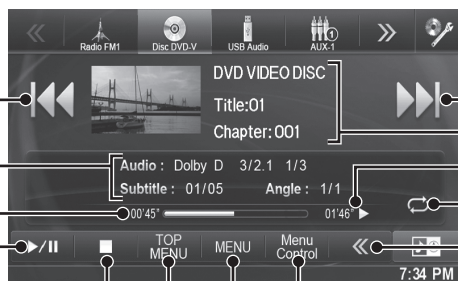 Radio FM1 Disc DVD-V USB Audio AUX-1
DVD VIDEO DISC
Title:01
Chapter:001
Audio : Dolby D 3/2.1 1/3
Subtitle : 01/05 Angle : 1/1
00'45" 01'46"
TOP MENU MENU Menu Control
7:34 PM